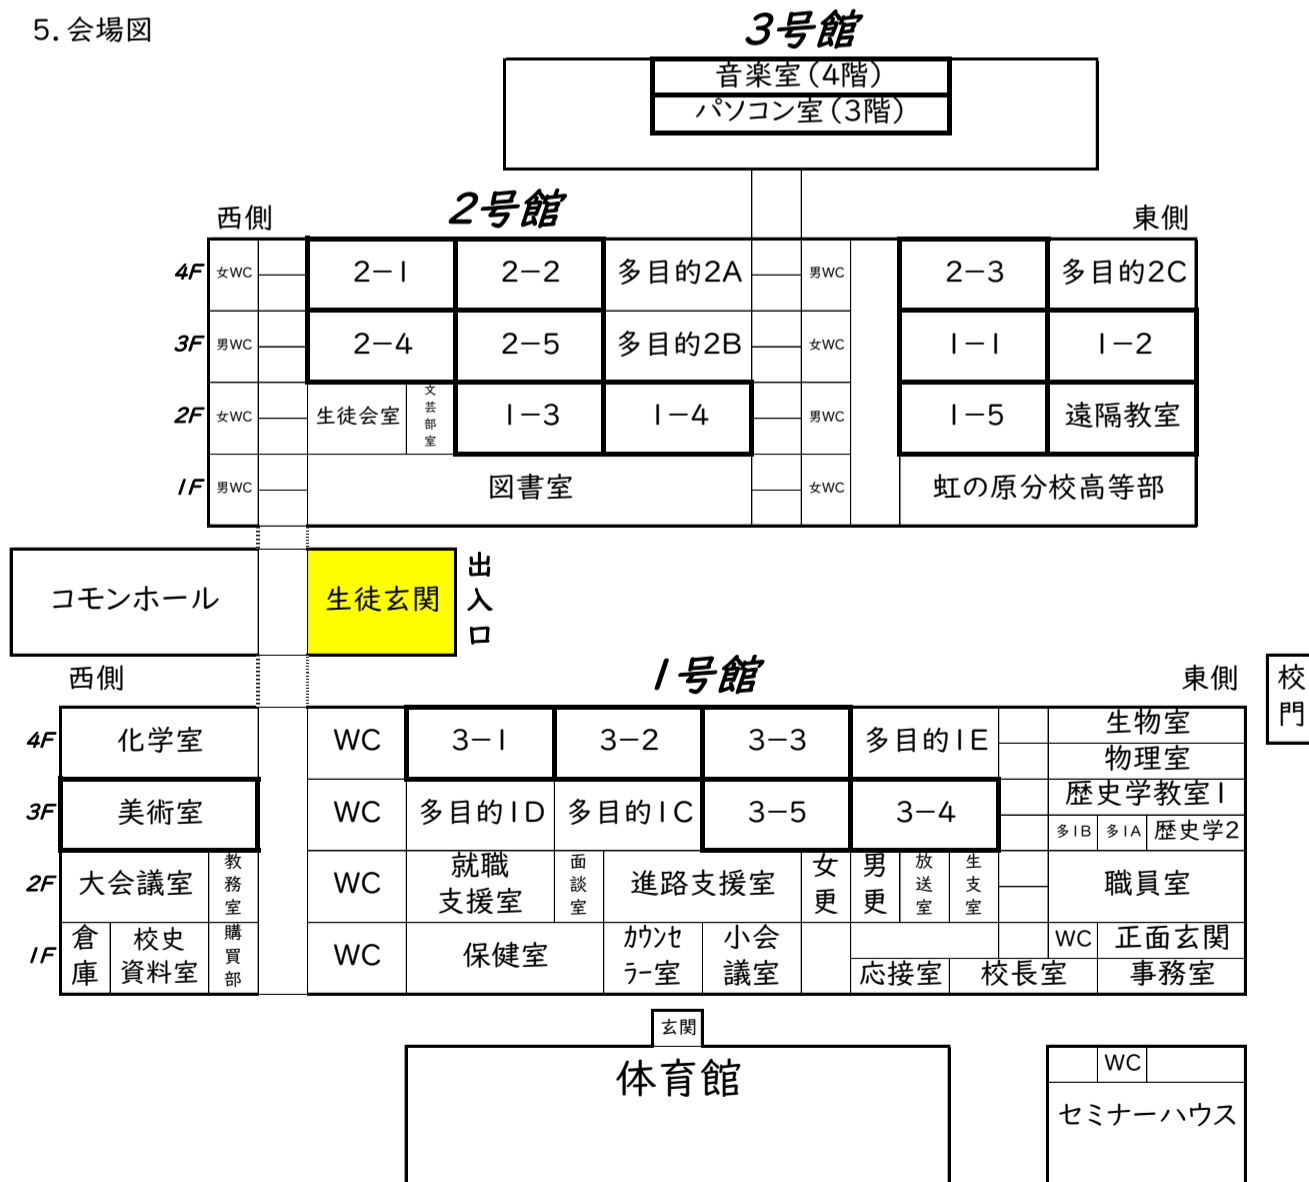 5.会場図
3号館
音楽室(4階)
パソコン室(3階)
2号館
西側
東側
4F 女WC 2-1 2-2 多目的2A 男WC 2-3 多目的2C
3F 男WC 2-4 2-5 多目的2B 女WC 1-1 1-2
2F 女WC 生徒会室 文芸部室 1-3 1-4 男WC 1-5 遠隔教室
1F 男WC 図書室 女WC 虹の原分校高等部
コモンホール
生徒玄関
出入口
西側
1号館
東側
校門
4F 化学室 WC 3-1 3-2 3-3 多目的1E 生物室
物理室
3F 美術室 WC 多目的1D 多目的1C 3-5 3-4 歴史学教室1
多1B 多1A 歴史学2
2F 大会議室 教務室 WC 就職
支援室 面談室 進路支援室 女更 男更 放送室 生支室 職員室
1F 倉庫 校史
資料室 購買部 WC 保健室 カウンセ
ラー室 小会
議室 WC 正面玄関
応接室 校長室 事務室
玄関
体育館
WC
セミナーハウス